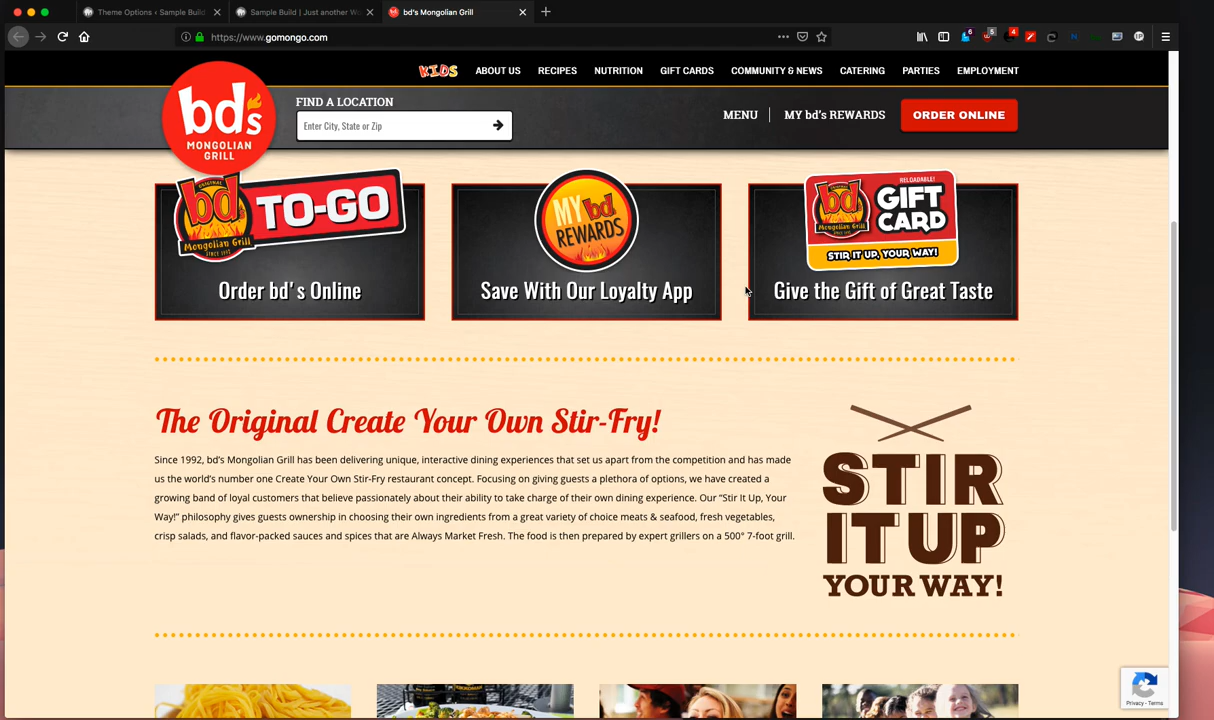 Theme Options ‹ Sample Build
Sample Build | Just another Wo
bd's Mongolian Grill
https://www.gomongo.com
6
5
4
KIDS
ABOUT US
RECIPES
NUTRITION
GIFT CARDS
COMMUNITY & NEWS
CATERING
PARTIES
EMPLOYMENT
bd's
MONGOLIAN
GRILL
FIND A LOCATION
Enter City, State or Zip
MENU
MY bd's REWARDS
ORDER ONLINE
ORIGINAL
bd
Mongolian Grill
SINCE 1992
TO-GO
Order bd's Online
MY bd
REWARDS
Save With Our Loyalty App
RELOADABLE!
ORIGINAL
bd
Mongolian Grill
GIFT
CARD
STIR IT UP, YOUR WAY!
Give the Gift of Great Taste
The Original Create Your Own Stir-Fry!
Since 1992, bd's Mongolian Grill has been delivering unique, interactive dining experiences that set us apart from the competition and has made
us the world's number one Create Your Own Stir-Fry restaurant concept. Focusing on giving guests a plethora of options, we have created a
growing band of loyal customers that believe passionately about their ability to take charge of their own dining experience. Our "Stir It Up, Your
Way!" philosophy gives guests ownership in choosing their own ingredients from a great variety of choice meats & seafood, fresh vegetables,
crisp salads, and flavor-packed sauces and spices that are Always Market Fresh. The food is then prepared by expert grillers on a 500° 7-foot grill.
STIR
IT UP
YOUR WAY!
Privacy - Terms